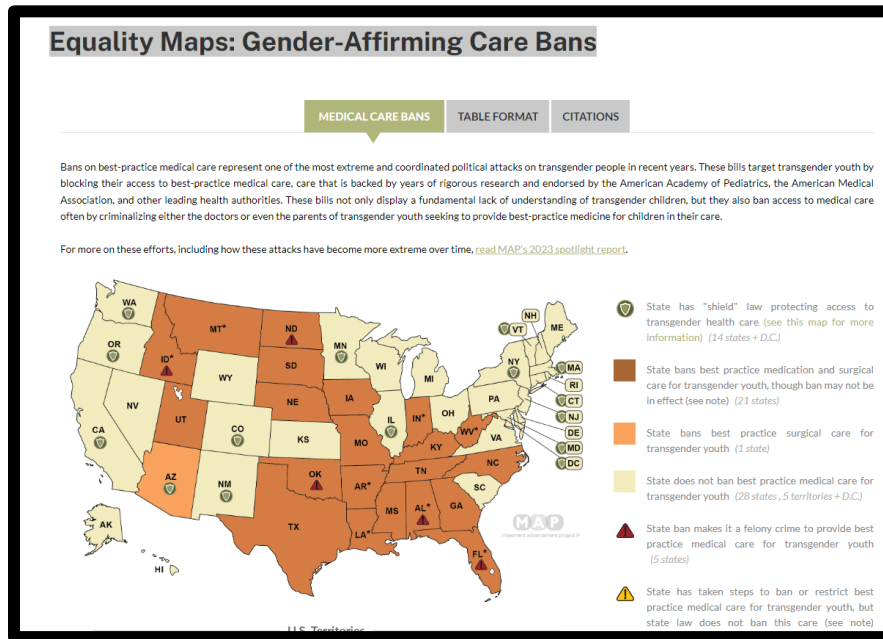 Equality Maps: Gender-Affirming Care Bans
MEDICAL CARE BANS
TABLE FORMAT
CITATIONS
Bans on best-practice medical care represent one of the most extreme and coordinated political attacks on transgender people in recent years. These bills target transgender youth by
blocking their access to best-practice medical care, care that is backed by years of rigorous research and endorsed by the American Academy of Pediatrics, the American Medical
Association, and other leading health authorities. These bills not only display a fundamental lack of understanding of transgender children, but they also ban access to medical care
often by criminalizing either the doctors or even the parents of transgender youth seeking to provide best-practice medicine for children in their care.
For more on these efforts, including how these attacks have become more extreme over time, read MAP's 2023 spotlight report.
WA
OR
CA
NV
ID*
MT*
WY
UT
AZ
CO
NM
ND
SD
NE
KS
OK
TX
MN
IA
MO
AR*
LA*
WI
IL
MI
IN*
OH
KY
TN
MS
AL*
GA
FL*
SC
NC
VA
WV*
PA
NY
VT
NH
ME
MA
RI
CT
NJ
DE
MD
DC
AK
HI
MAP
movement advancement project
State has "shield" law protecting access to
transgender health care (see this map for more
information) (14 states + D.C.)
State bans best practice medication and surgical
care for transgender youth, though ban may not be
in effect (see note) (21 states)
State bans best practice surgical care for
transgender youth (1 state)
State does not ban best practice medical care for
transgender youth (28 states , 5 territories + D.C.)
State ban makes it a felony crime to provide best
practice medical care for transgender youth
(5 states)
State has taken steps to ban or restrict best
practice medical care for transgender youth, but
state law does not ban this care (see note)
U.S. Territories